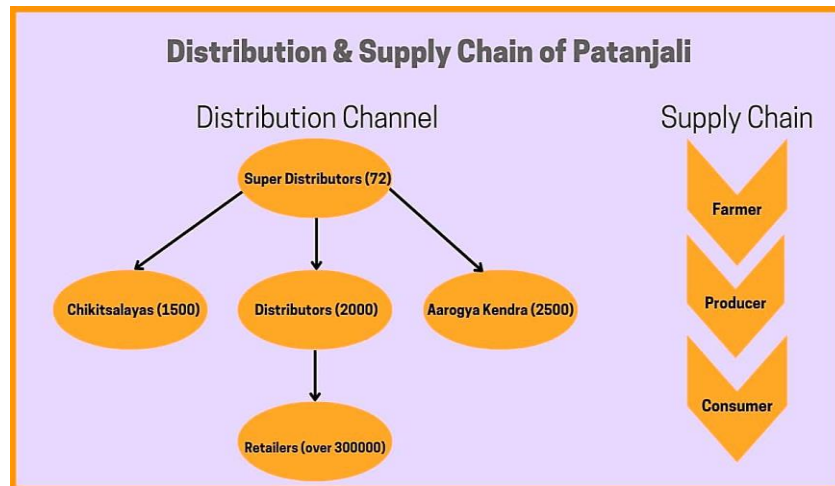 Distribution & Supply Chain of Patanjali
Distribution Channel
Super Distributors (72)
Chikitsalayas (1500)
Distributors (2000)
Aarogya Kendra (2500)
Retailers (over 300000)
Supply Chain
Farmer
Producer
Consumer